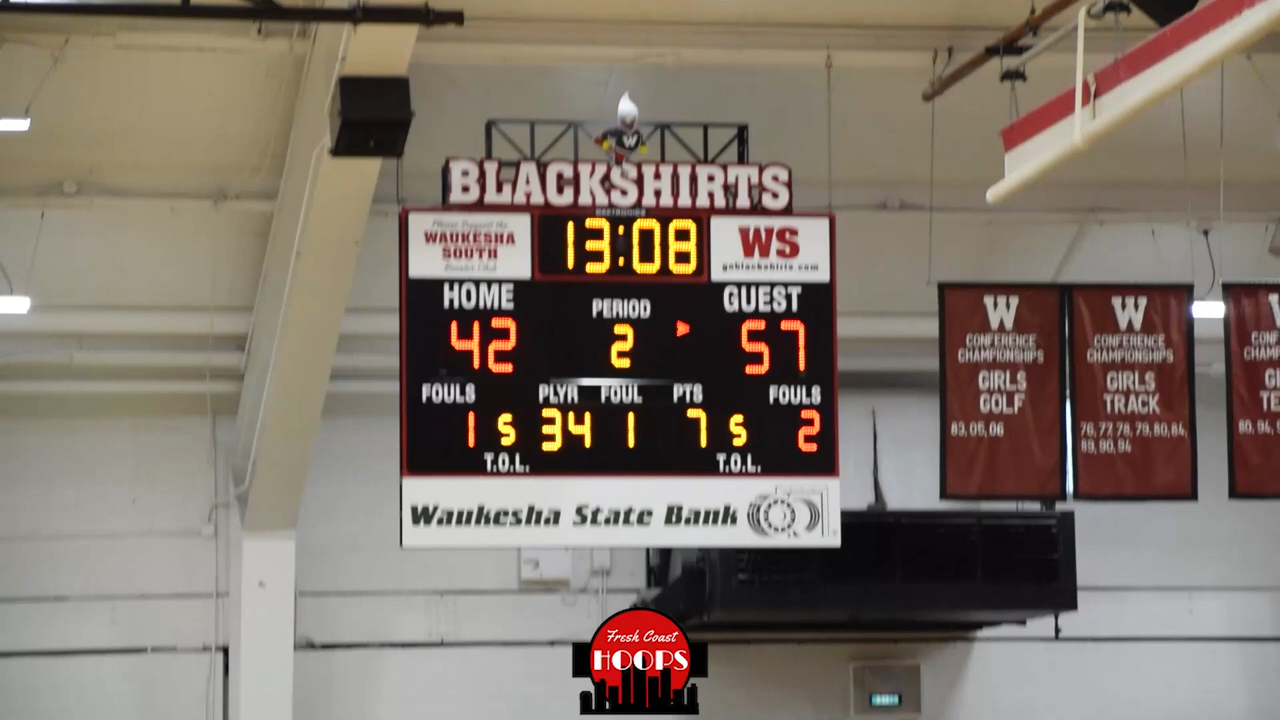 W
BLACKSHIRTS
Please Support the
WAUKESHA
SOUTH
Booster Club
13:08
WS
goblackshirts.com
HOME
PERIOD
GUEST
42
2
57
FOULS
PLYR
FOUL
PTS
FOULS
1
5
34
1
7
5
2
T.O.L.
T.O.L.
Waukesha State Bank
W
CONFERENCE
CHAMPIONSHIPS
GIRLS
GOLF
83, 05, 06
W
CONFERENCE
CHAMPIONSHIPS
GIRLS
TRACK
76, 77, 78, 79, 80, 84,
89, 90, 94
Fresh Coast
HOOPS